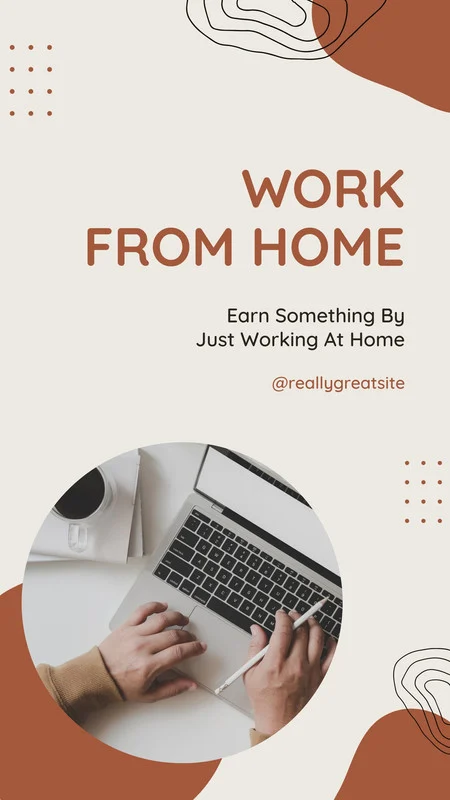 WORK
FROM HOME
Earn Something By
Just Working At Home
@reallygreatsite